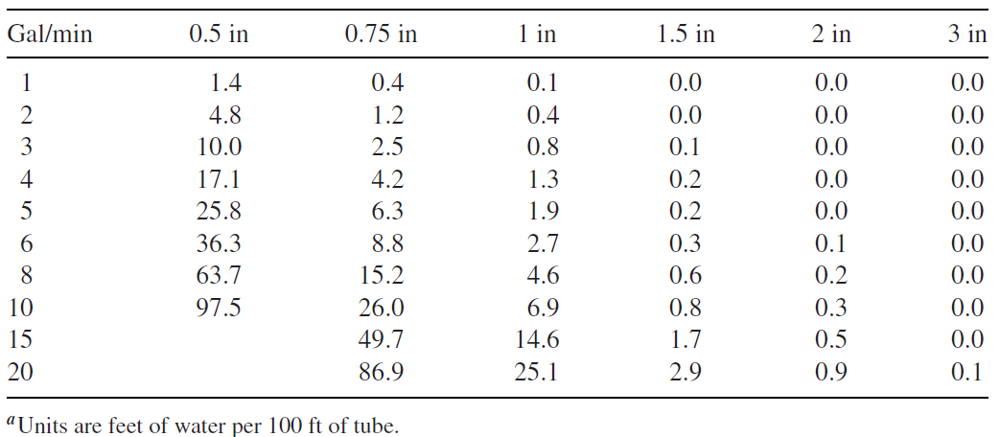 Gal/min 0.5 in 0.75 in 1 in 1.5 in 2 in 3 in
1 1.4 0.4 0.1 0.0 0.0 0.0
2 4.8 1.2 0.4 0.0 0.0 0.0
3 10.0 2.5 0.8 0.1 0.0 0.0
4 17.1 4.2 1.3 0.2 0.0 0.0
5 25.8 6.3 1.9 0.2 0.0 0.0
6 36.3 8.8 2.7 0.3 0.1 0.0
8 63.7 15.2 4.6 0.6 0.2 0.0
10 97.5 26.0 6.9 0.8 0.3 0.0
15 49.7 14.6 1.7 0.5 0.0
20 86.9 25.1 2.9 0.9 0.1
a Units are feet of water per 100 ft of tube.